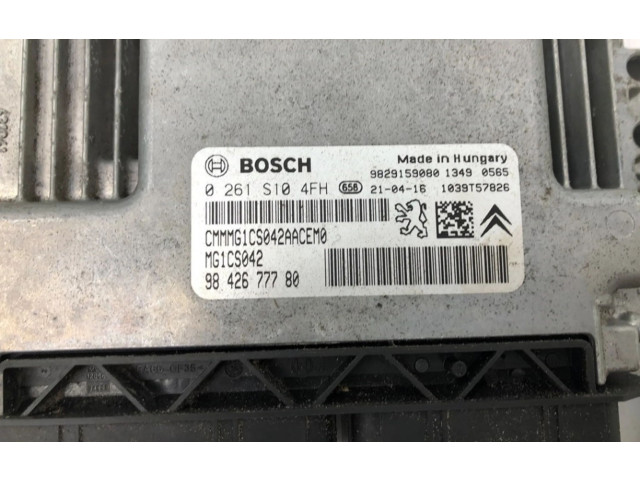 BOSCH
Made in Hungary
9829159080 1349 0565
0 261 S10 4FH 656 21-04-16 1039T57826
CMMMG1CS042AACEM0
MG1CS042
98 426 777 80